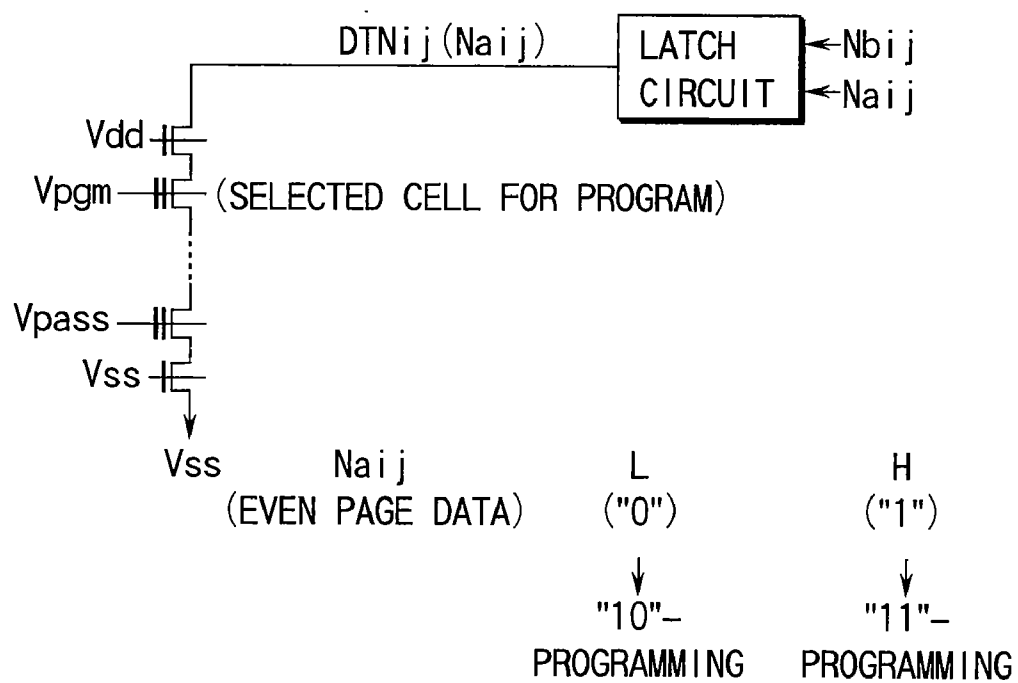 DTNij(Naij)
LATCH
CIRCUIT
Nbij
Naij
Vdd
Vpgm
(SELECTED CELL FOR PROGRAM)
Vpass
Vss
Vss Naij L H
(EVEN PAGE DATA) ("0") ("1")
"10"- "11"-
PROGRAMMING PROGRAMMING